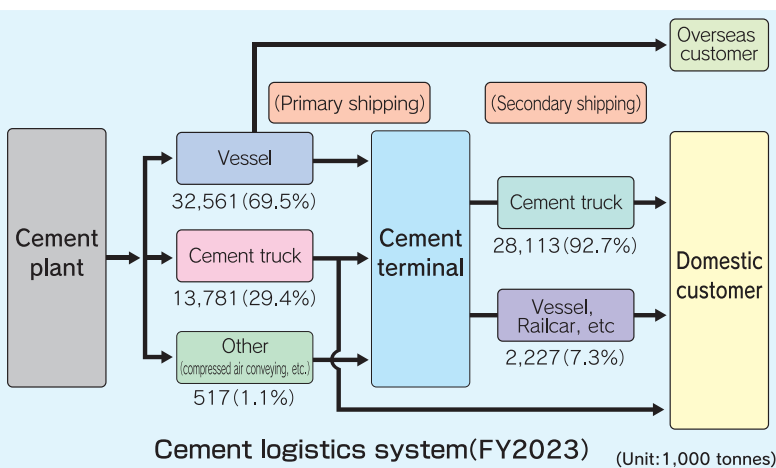 Overseas
customer
(Primary shipping)
(Secondary shipping)
Cement
plant
Vessel
32,561(69.5%)
Cement truck
13,781(29.4%)
Other
(compressed air conveying, etc.)
517(1.1%)
Cement
terminal
Cement truck
28,113(92.7%)
Vessel,
Railcar, etc
2,227(7.3%)
Domestic
customer
Cement logistics system(FY2023)
(Unit:1,000 tonnes)